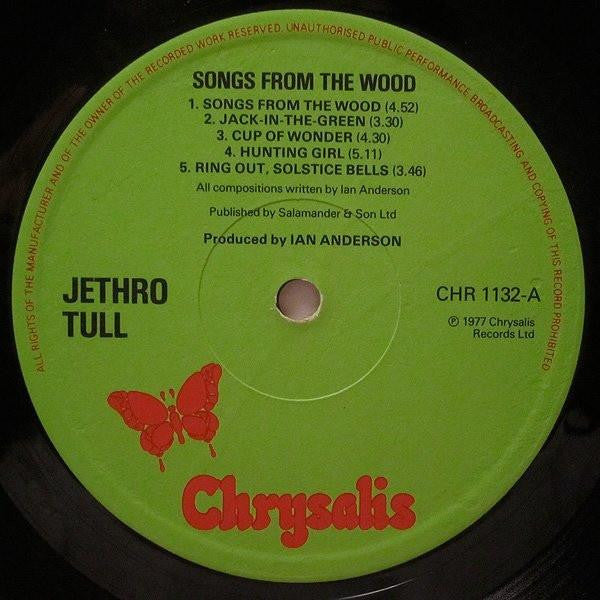 ALL RIGHTS OF THE MANUFACTURER AND OF THE OWNER OF THE RECORDED WORK RESERVED. UNAUTHORISED PUBLIC PERFORMANCE BROADCASTING AND COPYING OF THIS RECORD PROHIBITED
SONGS FROM THE WOOD
1. SONGS FROM THE WOOD (4.52)
2. JACK-IN-THE-GREEN (3.30)
3. CUP OF WONDER (4.30)
4. HUNTING GIRL (5.11)
5. RING OUT, SOLSTICE BELLS (3.46)
All compositions written by Ian Anderson
Published by Salamander & Son Ltd
Produced by IAN ANDERSON
JETHRO
TULL
CHR 1132-A
℗ 1977 Chrysalis
Records Ltd
Chrysalis